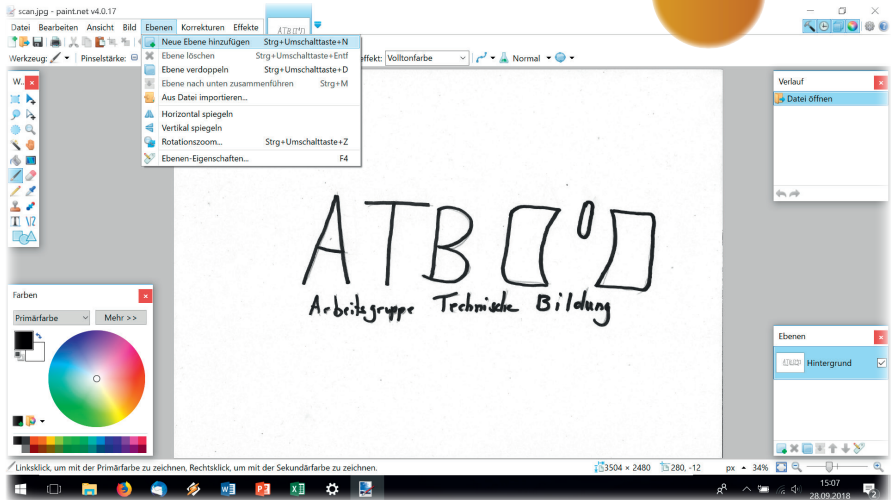 scan.jpg - paint.net v4.0.17
Datei Bearbeiten Ansicht Bild Ebenen Korrekturen Effekte
Neue Ebene hinzufügen Strg+Umschalttaste+N
Ebene löschen Strg+Umschalttaste+Entf
Ebene verdoppeln Strg+Umschalttaste+D
Ebene nach unten zusammenführen Strg+M
Aus Datei importieren...
Horizontal spiegeln
Vertikal spiegeln
Rotationszoom... Strg+Umschalttaste+Z
Ebenen-Eigenschaften... F4
Werkzeug: Pinselstärke: effekt: Volltonfarbe Normal
W..
Verlauf
Datei öffnen
ATB
Arbeitsgruppe Technische Bildung
Farben
Primärfarbe Mehr >>
Ebenen
Hintergrund
Linksklick, um mit der Primärfarbe zu zeichnen, Rechtsklick, um mit der Sekundärfarbe zu zeichnen.
3504 × 2480 280, -12 px 34%
15:07
28.09.2018